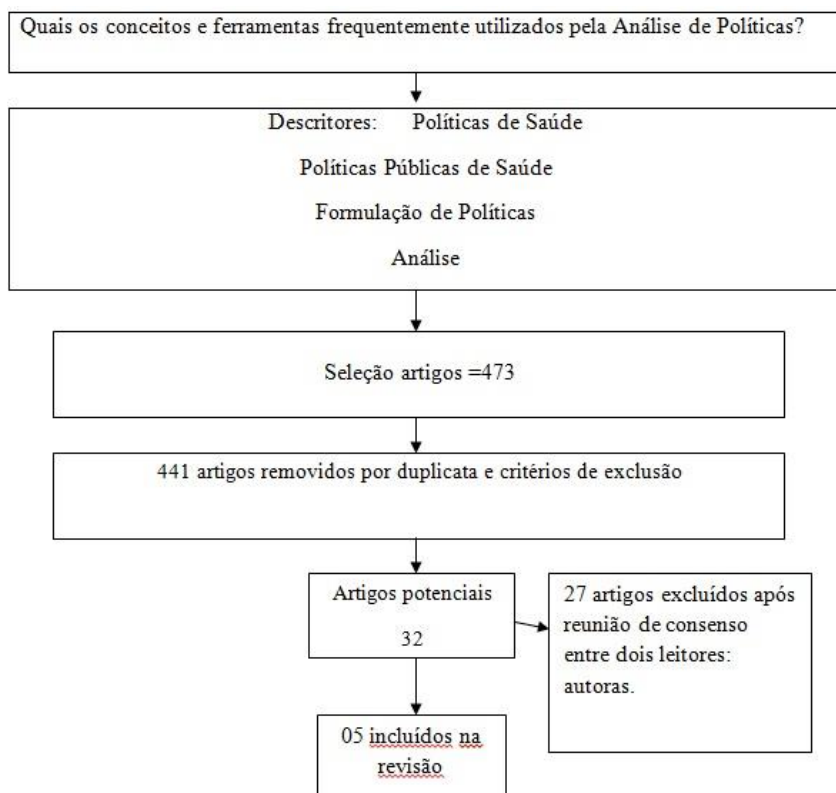 Quais os conceitos e ferramentas frequentemente utilizados pela Análise de Políticas?
Descritores: Políticas de Saúde
Políticas Públicas de Saúde
Formulação de Políticas
Análise
Seleção artigos =473
441 artigos removidos por duplicata e critérios de exclusão
Artigos potenciais
32
27 artigos excluídos após
reunião de consenso
entre dois leitores:
autoras.
05 incluídos na
revisão